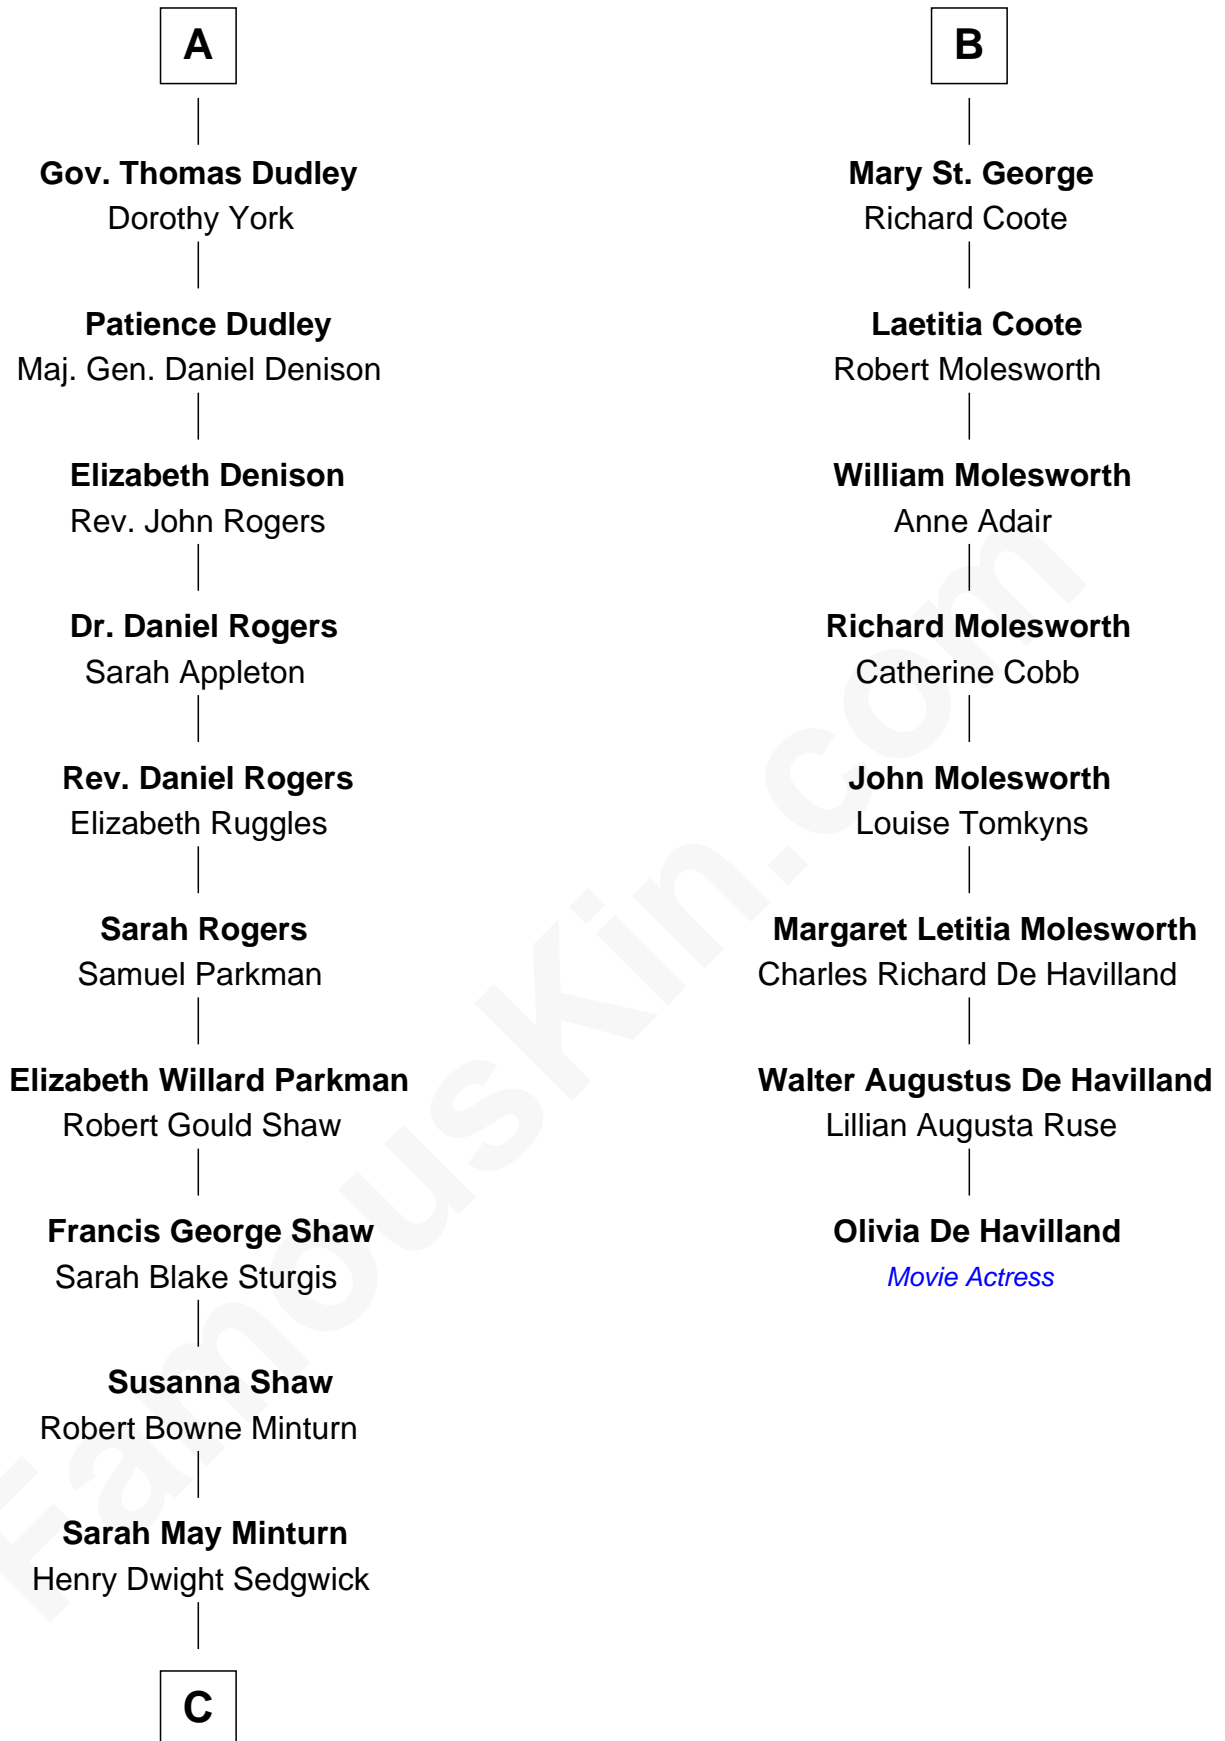 A
Gov. Thomas Dudley
Dorothy York
Patience Dudley
Maj. Gen. Daniel Denison
Elizabeth Denison
Rev. John Rogers
Dr. Daniel Rogers
Sarah Appleton
Rev. Daniel Rogers
Elizabeth Ruggles
Sarah Rogers
Samuel Parkman
Elizabeth Willard Parkman
Robert Gould Shaw
Francis George Shaw
Sarah Blake Sturgis
Susanna Shaw
Robert Bowne Minturn
Sarah May Minturn
Henry Dwight Sedgwick
C
B
Mary St. George
Richard Coote
Laetitia Coote
Robert Molesworth
William Molesworth
Anne Adair
Richard Molesworth
Catherine Cobb
John Molesworth
Louise Tomkyns
Margaret Letitia Molesworth
Charles Richard De Havilland
Walter Augustus De Havilland
Lillian Augusta Ruse
Olivia De Havilland
Movie Actress
FamousKin.com